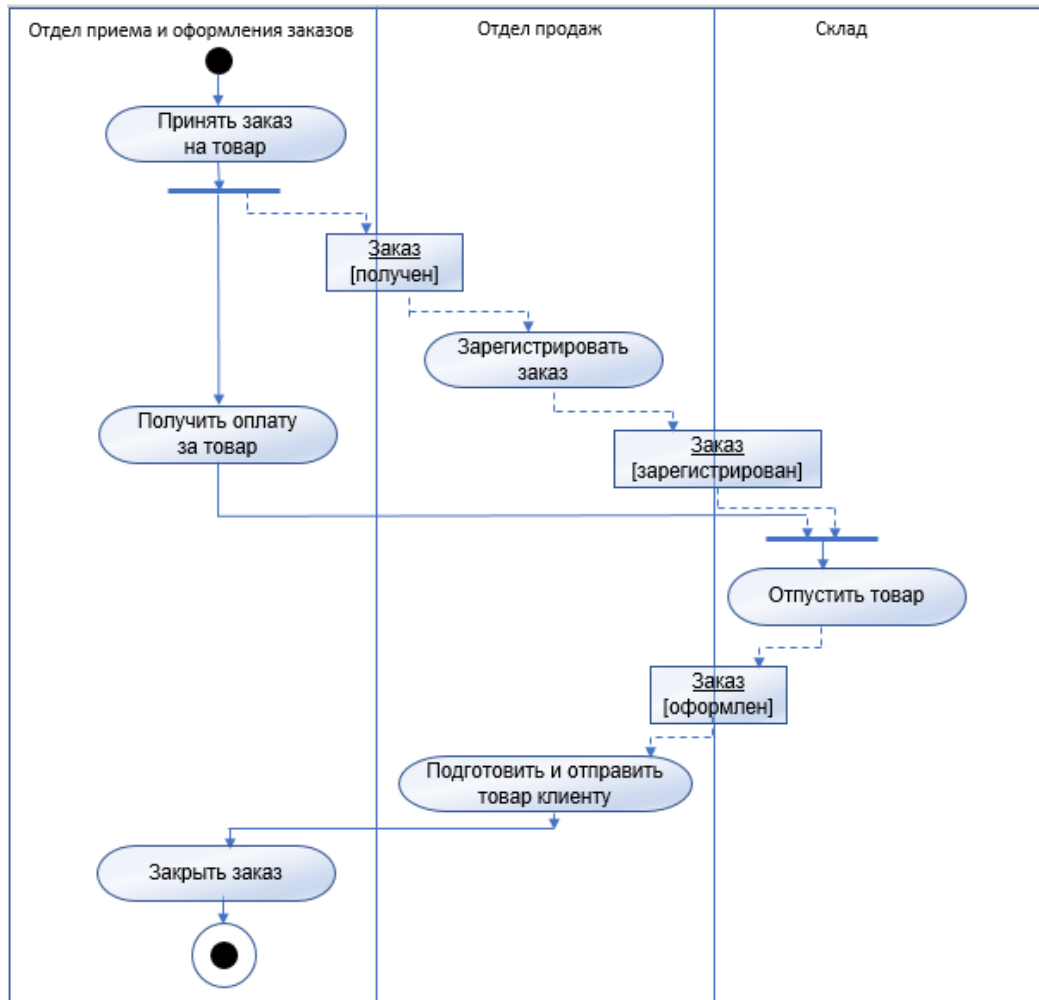 Отдел приема и оформления заказов
Отдел продаж
Склад
Принять заказ
на товар
Заказ
[получен]
Зарегистрировать
заказ
Получить оплату
за товар
Заказ
[зарегистрирован]
Отпустить товар
Заказ
[оформлен]
Подготовить и отправить
товар клиенту
Закрыть заказ